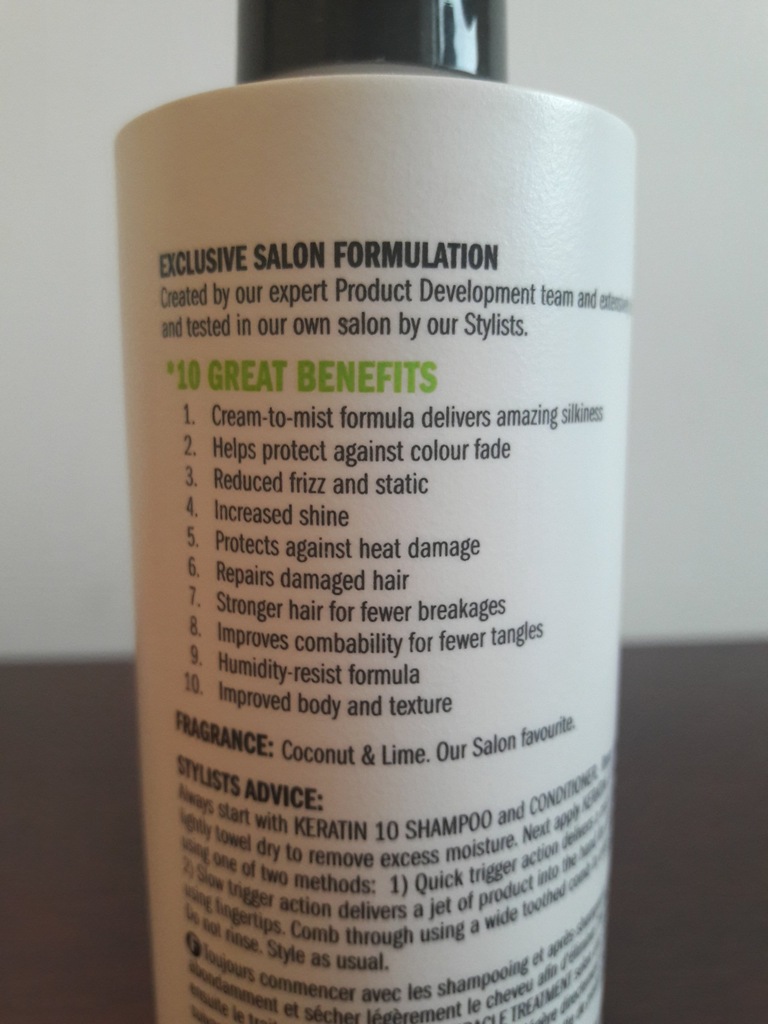 EXCLUSIVE SALON FORMULATION
Created by our expert Product Development team and
and tested in our own salon by our Stylists.
*10 GREAT BENEFITS
1. Cream-to-mist formula delivers amazing silkiness
2. Helps protect against colour fade
3. Reduced frizz and static
4. Increased shine
5. Protects against heat damage
6. Repairs damaged hair
7. Stronger hair for fewer breakages
8. Improves combability for fewer tangles
9. Humidity-resist formula
10. Improved body and texture
FRAGRANCE: Coconut & Lime. Our Salon favourite.
STYLISTS ADVICE:
Always start with KERATIN 10 SHAMPOO and CONDITIONER.
lightly towel dry to remove excess moisture. Next apply
using one of two methods: 1) Quick trigger action delivers
2) Slow trigger action delivers a jet of product into the hand
using fingertips. Comb through using a wide toothed comb
Do not rinse. Style as usual.
F Toujours commencer avec les shampooing et après
abondamment et sécher légèrement le cheveu afin
ensuite le TREATMENT